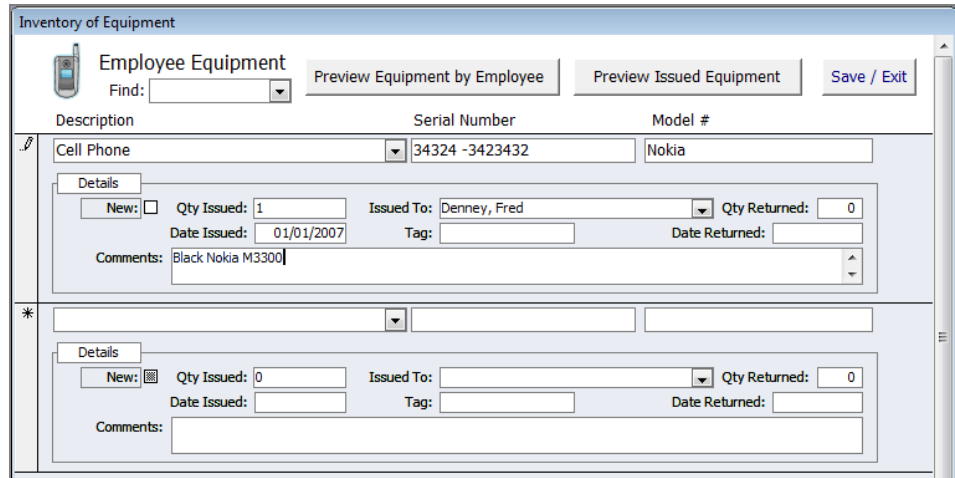 Inventory of Equipment
Employee Equipment
Find:
Preview Equipment by Employee
Preview Issued Equipment
Save / Exit
Description Serial Number Model #
Cell Phone 34324 -3423432 Nokia
Details
New: Qty Issued: 1 Issued To: Denney, Fred Qty Returned: 0
Date Issued: 01/01/2007 Tag: Date Returned:
Comments: Black Nokia M3300
*
Details
New: Qty Issued: 0 Issued To: Qty Returned: 0
Date Issued: Tag: Date Returned:
Comments: